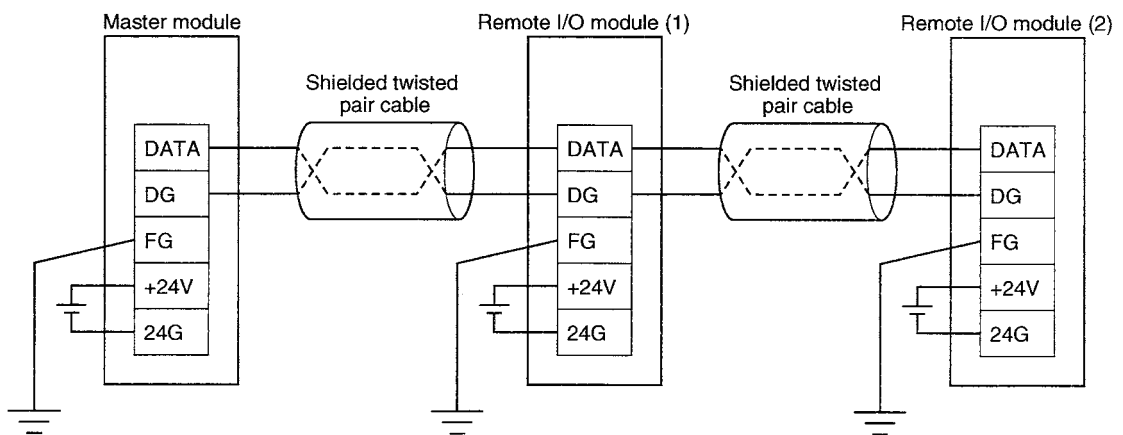 Master module
Remote I/O module (1)
Remote I/O module (2)
Shielded twisted
pair cable
Shielded twisted
pair cable
DATA
DG
FG
+24V
24G
DATA
DG
FG
+24V
24G
DATA
DG
FG
+24V
24G